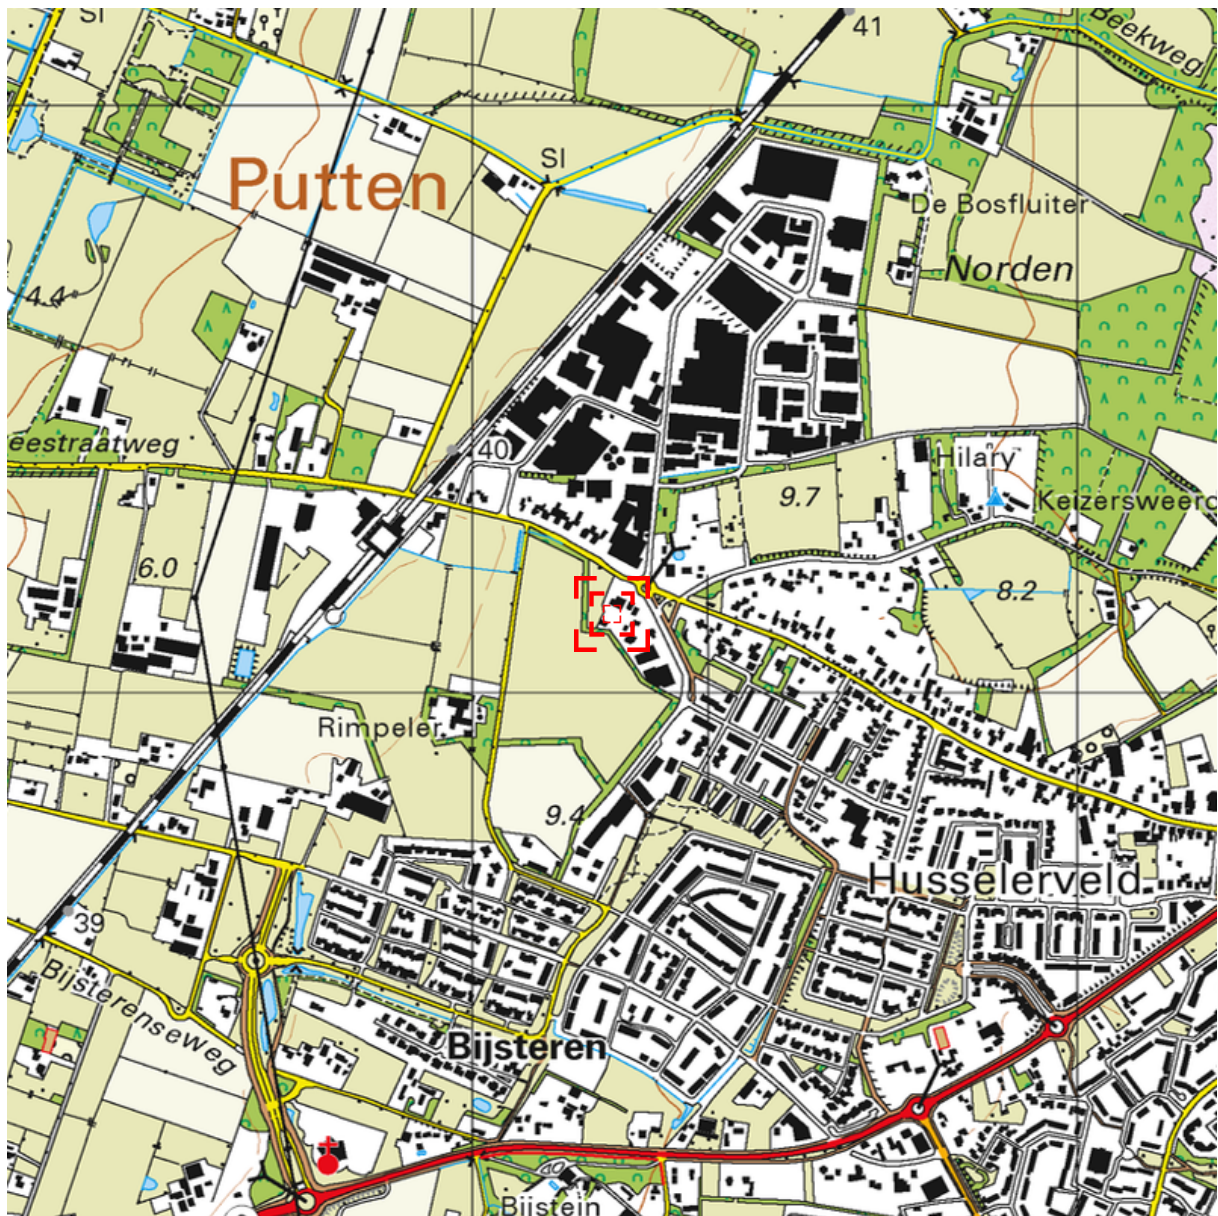 Sl
41
Beekweg
Sl
Putten
De Bosfluiter
Norden
4.4
eestraatweg
40
Hilary
9.7
Keizersweerd
6.0
8.2
Rimpeler
9.4
Husselerveld
39
Bijsterenseweg
Bijsteren
40
Bijstein